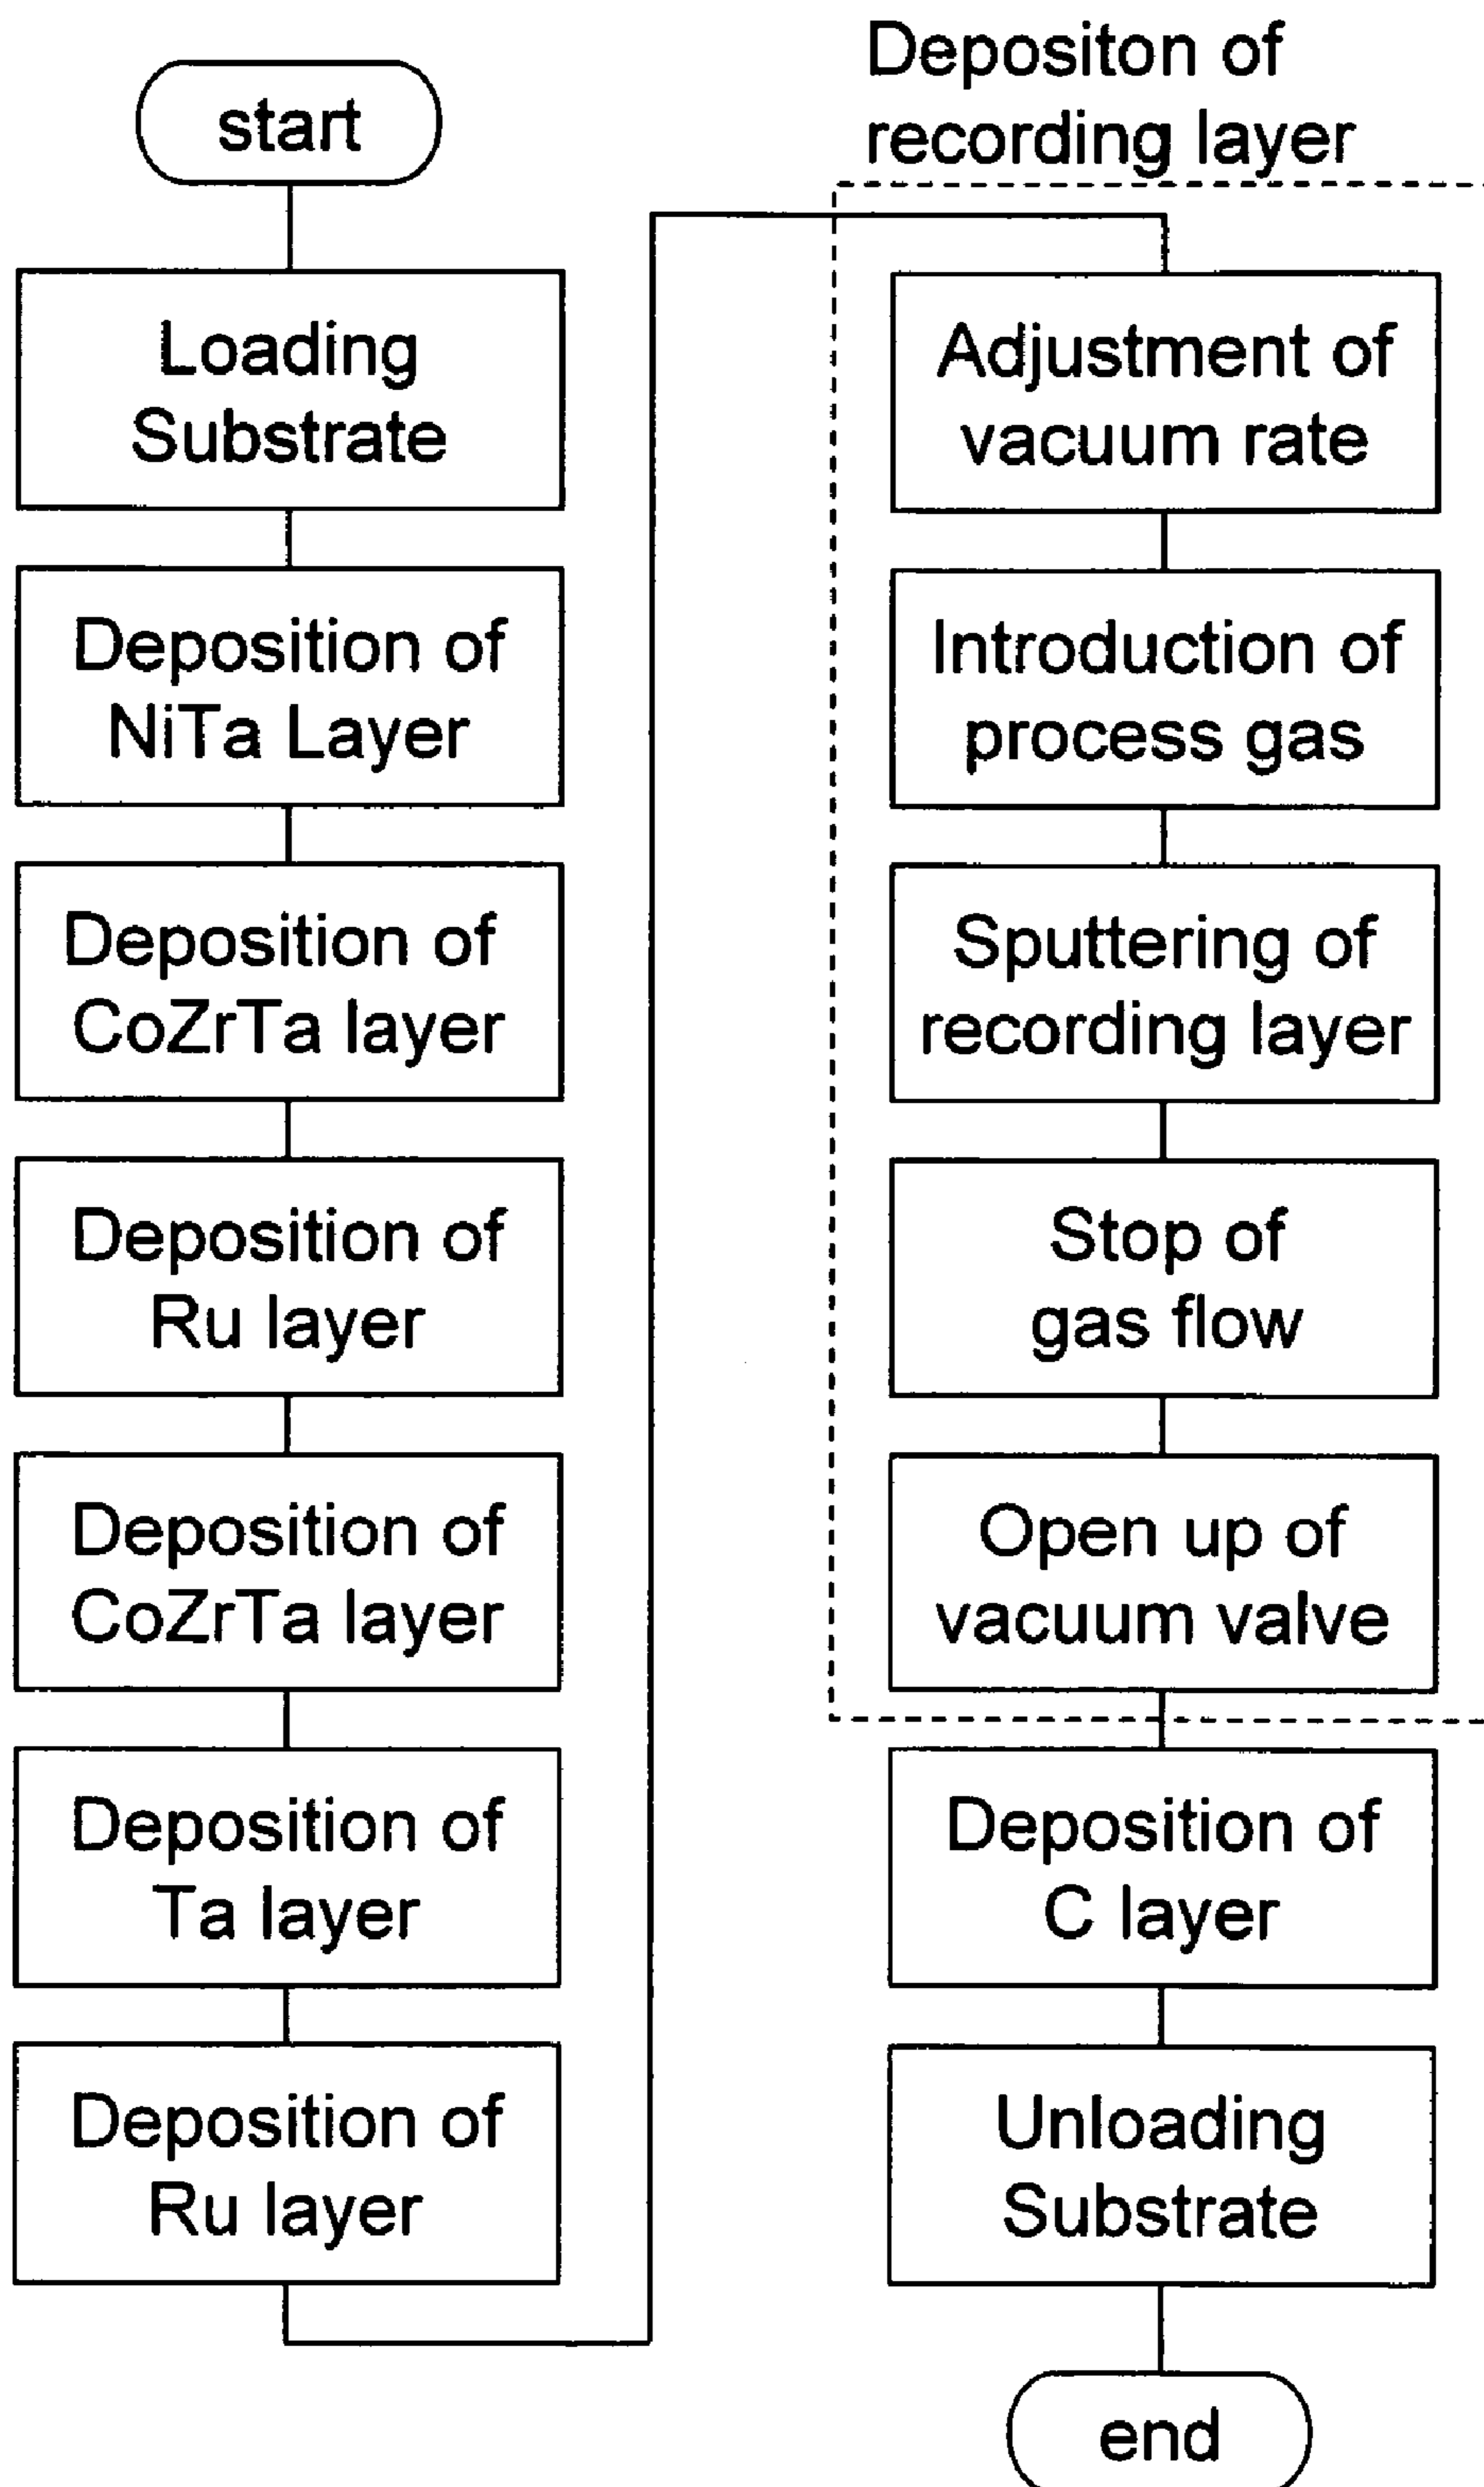 start
Loading
Substrate
Deposition of
NiTa Layer
Deposition of
CoZrTa layer
Deposition of
Ru layer
Deposition of
CoZrTa layer
Deposition of
Ta layer
Deposition of
Ru layer
Depositon of
recording layer
Adjustment of
vacuum rate
Introduction of
process gas
Sputtering of
recording layer
Stop of
gas flow
Open up of
vacuum valve
Deposition of
C layer
Unloading
Substrate
end